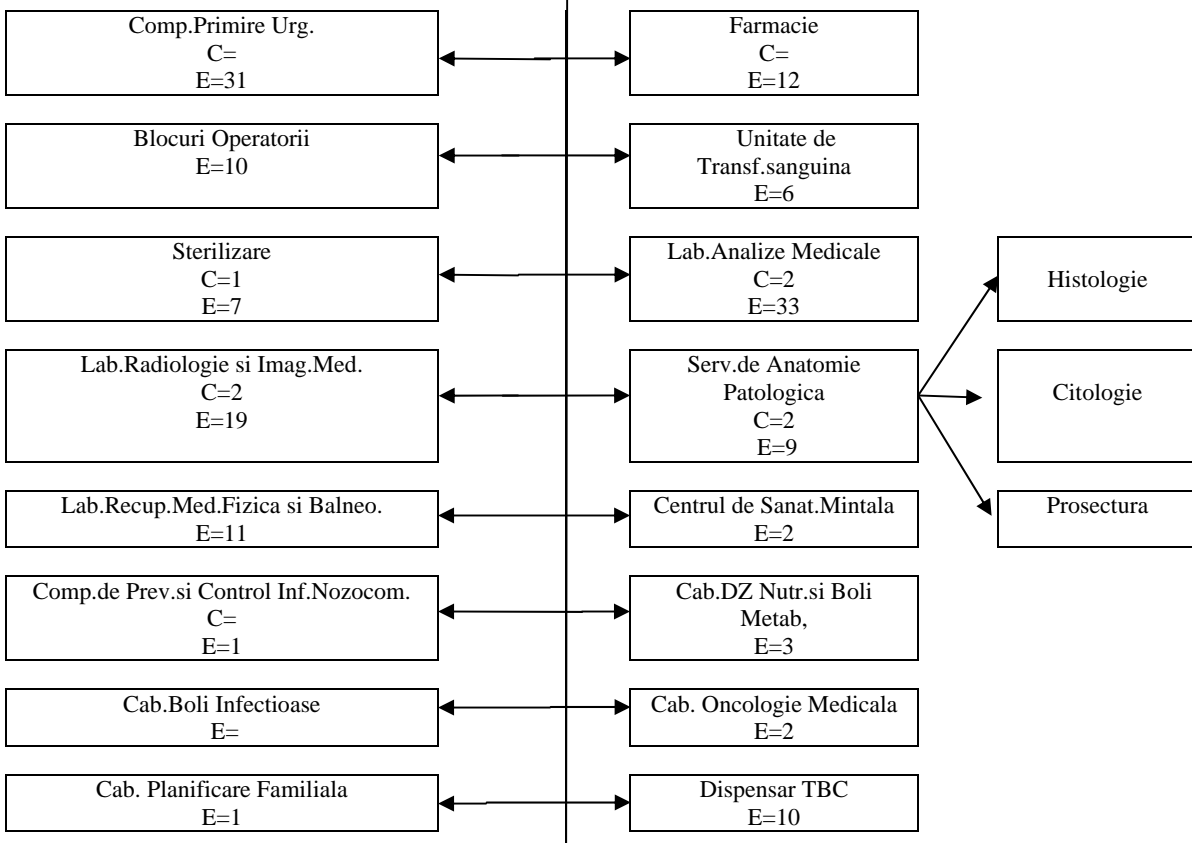 Comp.Primire Urg.
C=
E=31
Farmacie
C=
E=12
Blocuri Operatorii
E=10
Unitate de
Transf.sanguina
E=6
Sterilizare
C=1
E=7
Lab.Analize Medicale
C=2
E=33
Histologie
Lab.Radiologie si Imag.Med.
C=2
E=19
Serv.de Anatomie
Patologica
C=2
E=9
Citologie
Lab.Recup.Med.Fizica si Balneo.
E=11
Centrul de Sanat.Mintala
E=2
Prosectura
Comp.de Prev.si Control Inf.Nozocom.
C=
E=1
Cab.DZ Nutr.si Boli
Metab,
E=3
Cab.Boli Infectioase
E=
Cab. Oncologie Medicala
E=2
Cab. Planificare Familiala
E=1
Dispensar TBC
E=10